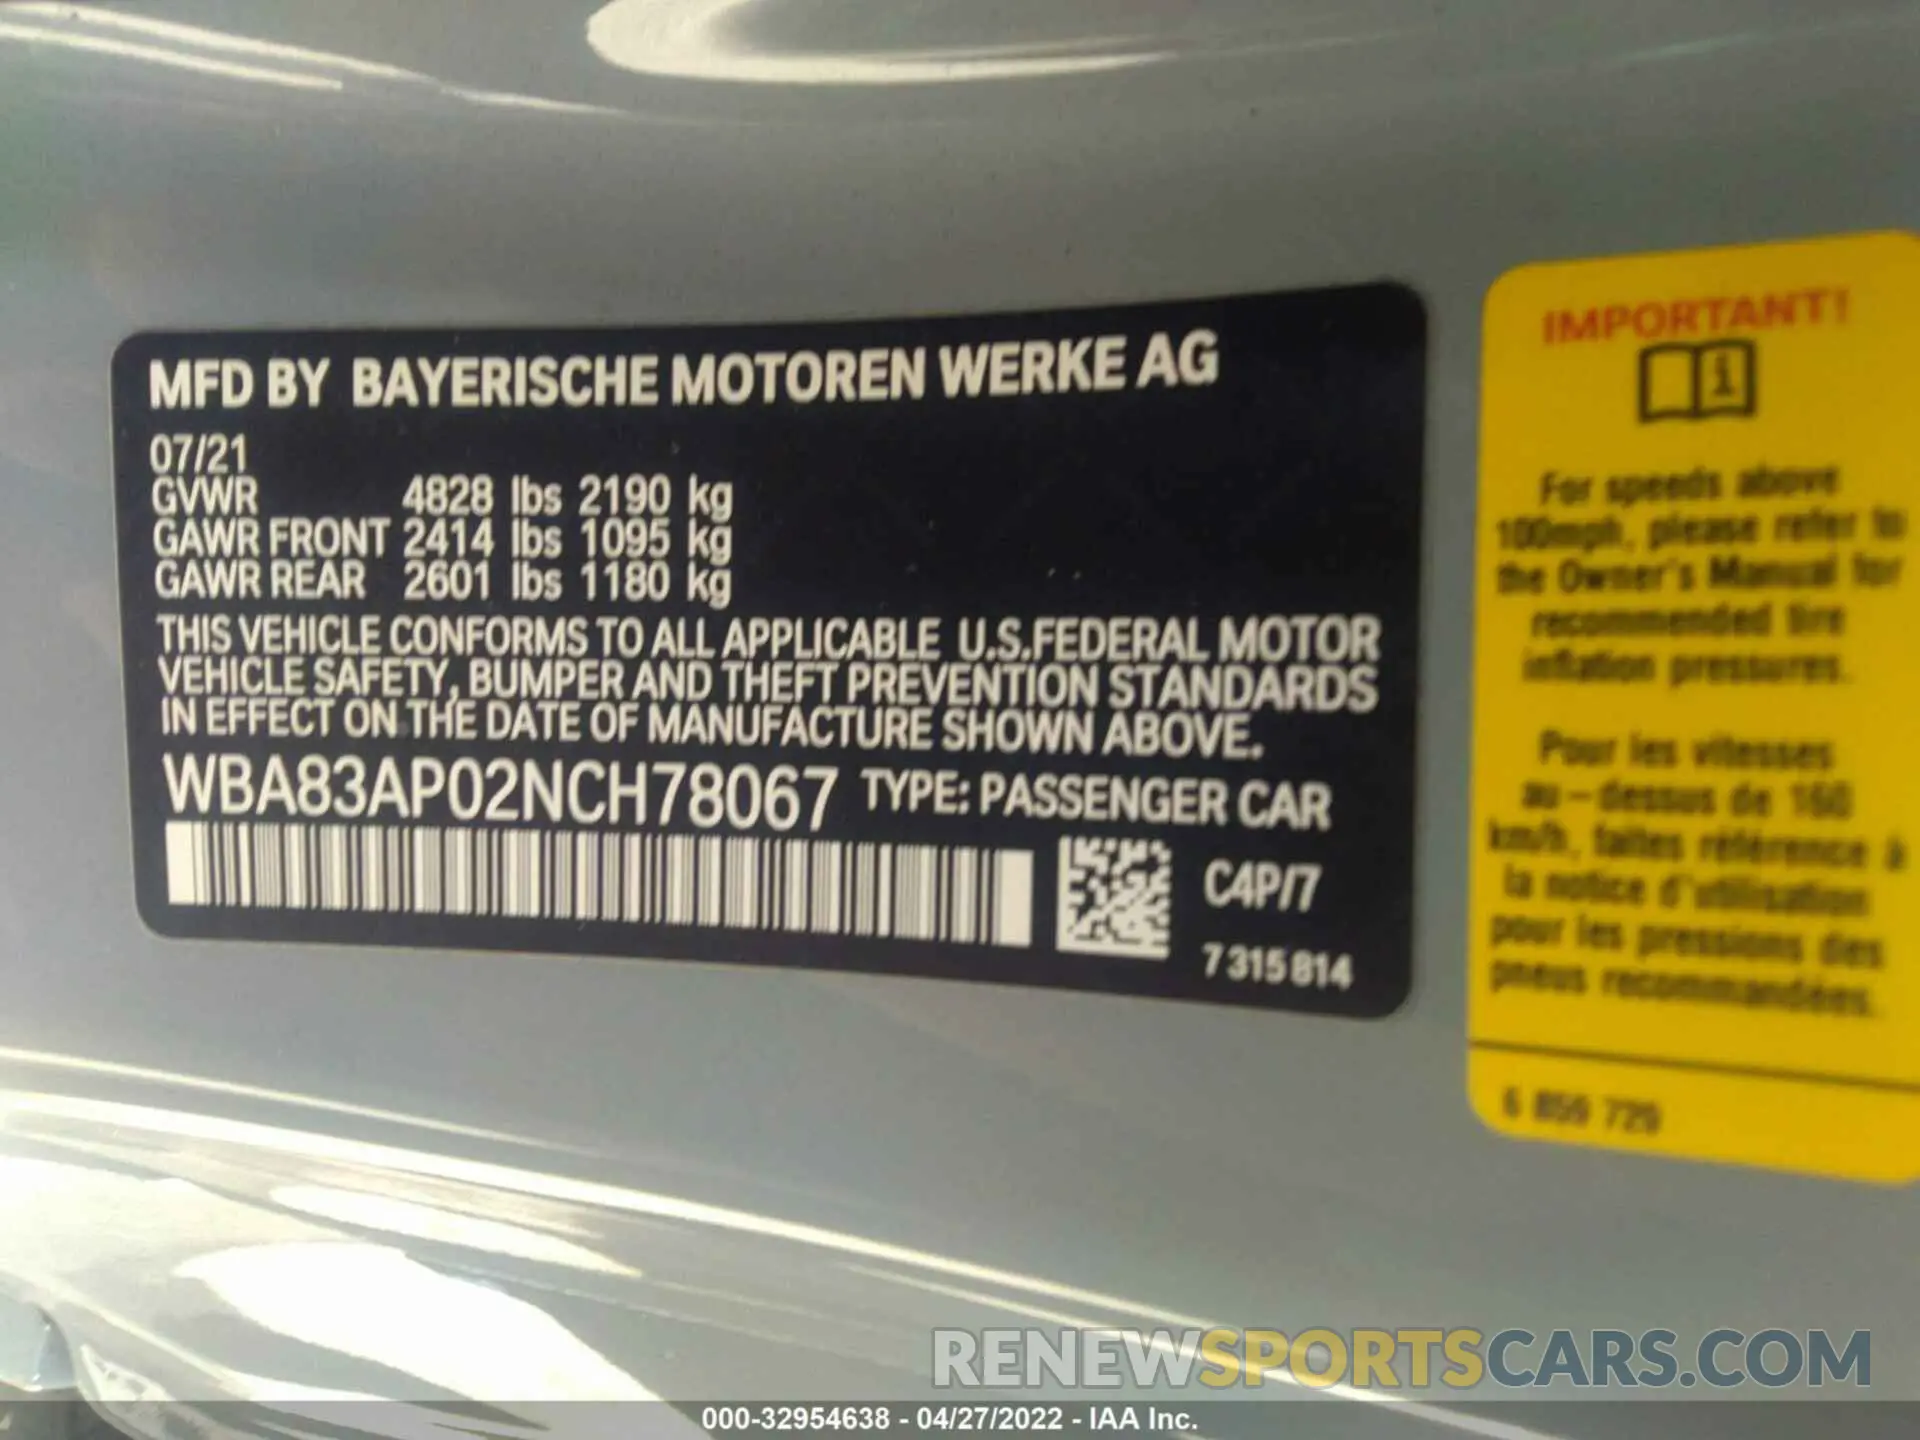 MFD BY BAYERISCHE MOTOREN WERKE AG
07/21
GVWR 4828 lbs 2190 kg
GAWR FRONT 2414 lbs 1095 kg
GAWR REAR 2601 lbs 1180 kg
THIS VEHICLE CONFORMS TO ALL APPLICABLE U.S.FEDERAL MOTOR
VEHICLE SAFETY, BUMPER AND THEFT PREVENTION STANDARDS
IN EFFECT ON THE DATE OF MANUFACTURE SHOWN ABOVE.
WBA83AP02NCH78067 TYPE: PASSENGER CAR
C4P/7
7 315 814
IMPORTANT!
i
For speeds above
100mph, please refer to
the Owner's Manual for
recommended tire
inflation pressures.
Pour les vitesses
au-dessus de 160
km/h, faites référence à
la notice d'utilisation
pour les pressions des
pneus recommandées.
6 859 729
RENEWSPORTSCARS.COM
000-32954638 - 04/27/2022 - IAA Inc.